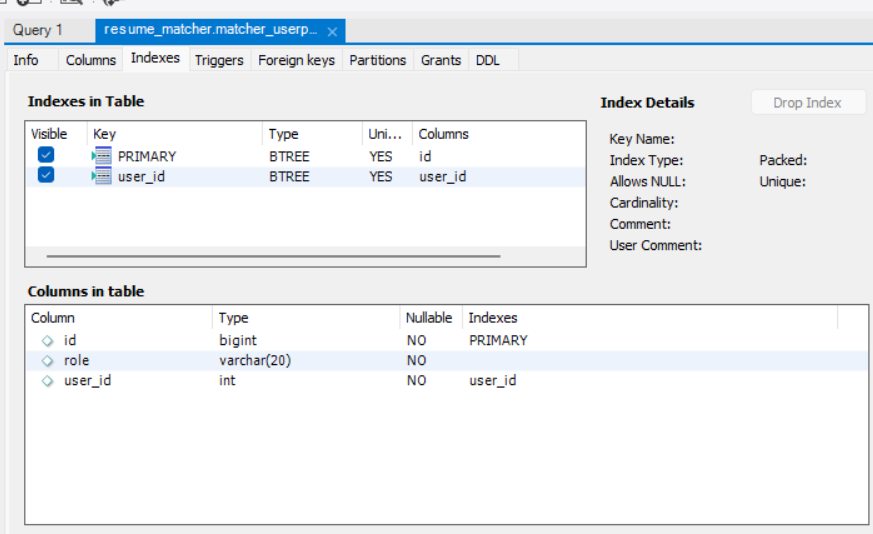 Query 1 resume_matcher.matcher_userp... ×
Info Columns Indexes Triggers Foreign keys Partitions Grants DDL
Indexes in Table
Visible Key Type Uni... Columns
PRIMARY BTREE YES id
user_id BTREE YES user_id
Index Details Drop Index
Key Name:
Index Type: Packed:
Allows NULL: Unique:
Cardinality:
Comment:
User Comment:
Columns in table
Column Type Nullable Indexes
id bigint NO PRIMARY
role varchar(20) NO
user_id int NO user_id